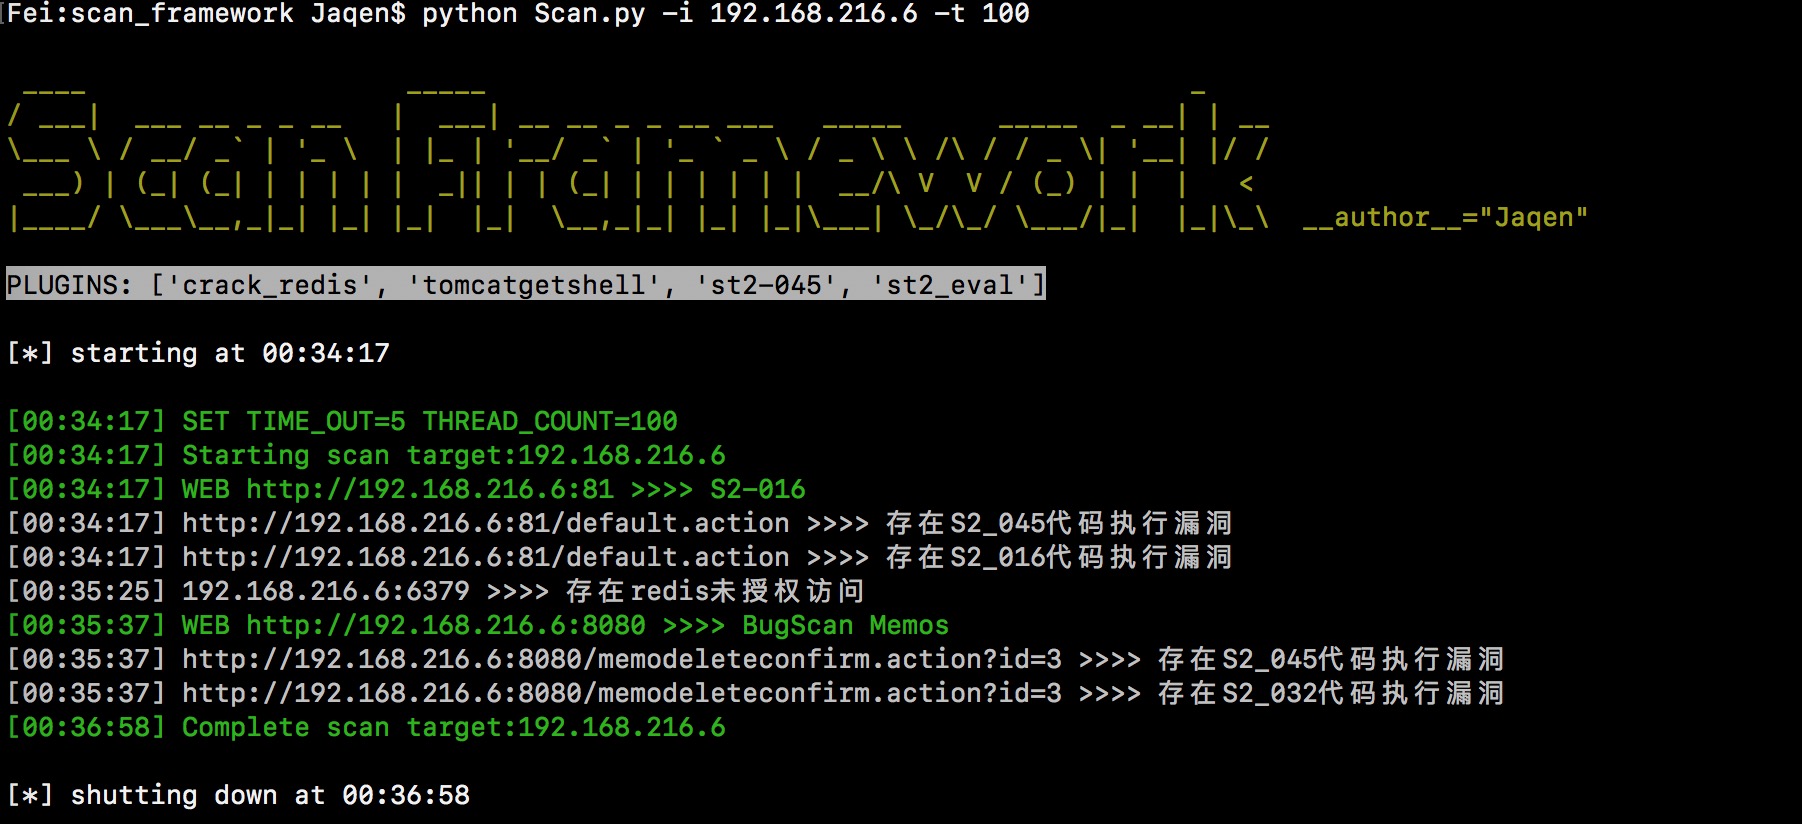 Fei:scan_framework Jaqen$ python Scan.py -i 192.168.216.6 -t 100
Scan Framework __author__="Jaqen"
PLUGINS: ['crack_redis', 'tomcatgetshell', 'st2-045', 'st2_eval']
[*] starting at 00:34:17
[00:34:17] SET TIME_OUT=5 THREAD_COUNT=100
[00:34:17] Starting scan target:192.168.216.6
[00:34:17] WEB http://192.168.216.6:81 >>>> S2-016
[00:34:17] http://192.168.216.6:81/default.action >>>> 存在S2_045代码执行漏洞
[00:34:17] http://192.168.216.6:81/default.action >>>> 存在S2_016代码执行漏洞
[00:35:25] 192.168.216.6:6379 >>>> 存在redis未授权访问
[00:35:37] WEB http://192.168.216.6:8080 >>>> BugScan Memos
[00:35:37] http://192.168.216.6:8080/memodeleteconfirm.action?id=3 >>>> 存在S2_045代码执行漏洞
[00:35:37] http://192.168.216.6:8080/memodeleteconfirm.action?id=3 >>>> 存在S2_032代码执行漏洞
[00:36:58] Complete scan target:192.168.216.6
[*] shutting down at 00:36:58